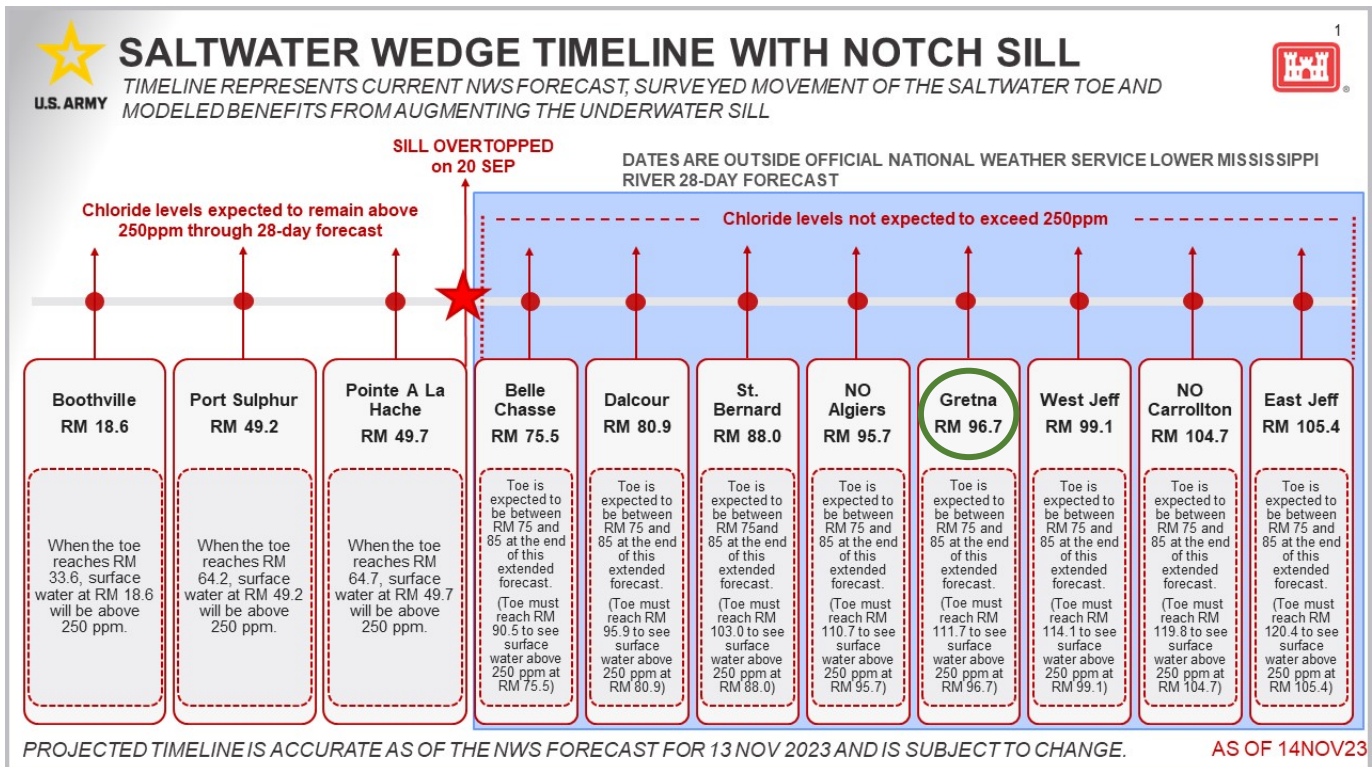 1
SALTWATER WEDGE TIMELINE WITH NOTCH SILL
U.S. ARMY
TIMELINE REPRESENTS CURRENT NWS FORECAST, SURVEYED MOVEMENT OF THE SALTWATER TOE AND
MODELED BENEFITS FROM AUGMENTING THE UNDERWATER SILL
SILL OVERTOPPED
on 20 SEP
DATES ARE OUTSIDE OFFICIAL NATIONAL WEATHER SERVICE LOWER MISSISSIPPI
RIVER 28-DAY FORECAST
Chloride levels expected to remain above
250ppm through 28-day forecast
Chloride levels not expected to exceed 250ppm
Boothville
RM 18.6
When the toe
reaches RM
33.6, surface
water at RM 18.6
will be above
250 ppm.
Port Sulphur
RM 49.2
When the toe
reaches RM
64.2, surface
water at RM 49.2
will be above
250 ppm.
Pointe A La
Hache
RM 49.7
When the toe
reaches RM
64.7, surface
water at RM 49.7
will be above
250 ppm.
Belle
Chasse
RM 75.5
Toe is
expected to
be between
RM 75 and
85 at the end
of this
extended
forecast.
(Toe must
reach RM
90.5 to see
surface
water above
250 ppm at
RM 75.5)
Dalcour
RM 80.9
Toe is
expected to
be between
RM 75 and
85 at the end
of this
extended
forecast.
(Toe must
reach RM
95.9 to see
surface
water above
250 ppm at
RM 80.9)
St.
Bernard
RM 88.0
Toe is
expected to
be between
RM 75and
85 at the end
of this
extended
forecast.
(Toe must
reach RM
103.0 to see
surface
water above
250 ppm at
RM 88.0)
NO
Algiers
RM 95.7
Toe is
expected to
be between
RM 75 and
85 at the end
of this
extended
forecast.
(Toe must
reach RM
110.7 to see
surface
water above
250 ppm at
RM 95.7)
Gretna
RM 96.7
Toe is
expected to
be between
RM 75 and
85 at the end
of this
extended
forecast.
(Toe must
reach RM
111.7 to see
surface
water above
250 ppm at
RM 96.7)
West Jeff
RM 99.1
Toe is
expected to
be between
RM 75 and
85 at the end
of this
extended
forecast.
(Toe must
reach RM
114.1 to see
surface
water above
250 ppm at
RM 99.1)
NO
Carrollton
RM 104.7
Toe is
expected to
be between
RM 75 and
85 at the end
of this
extended
forecast.
(Toe must
reach RM
119.8 to see
surface
water above
250 ppm at
RM 104.7)
East Jeff
RM 105.4
Toe is
expected to
be between
RM 75 and
85 at the end
of this
extended
forecast.
(Toe must
reach RM
120.4 to see
surface
water above
250 ppm at
RM 105.4)
PROJECTED TIMELINE IS ACCURATE AS OF THE NWS FORECAST FOR 13 NOV 2023 AND IS SUBJECT TO CHANGE.
AS OF 14NOV23